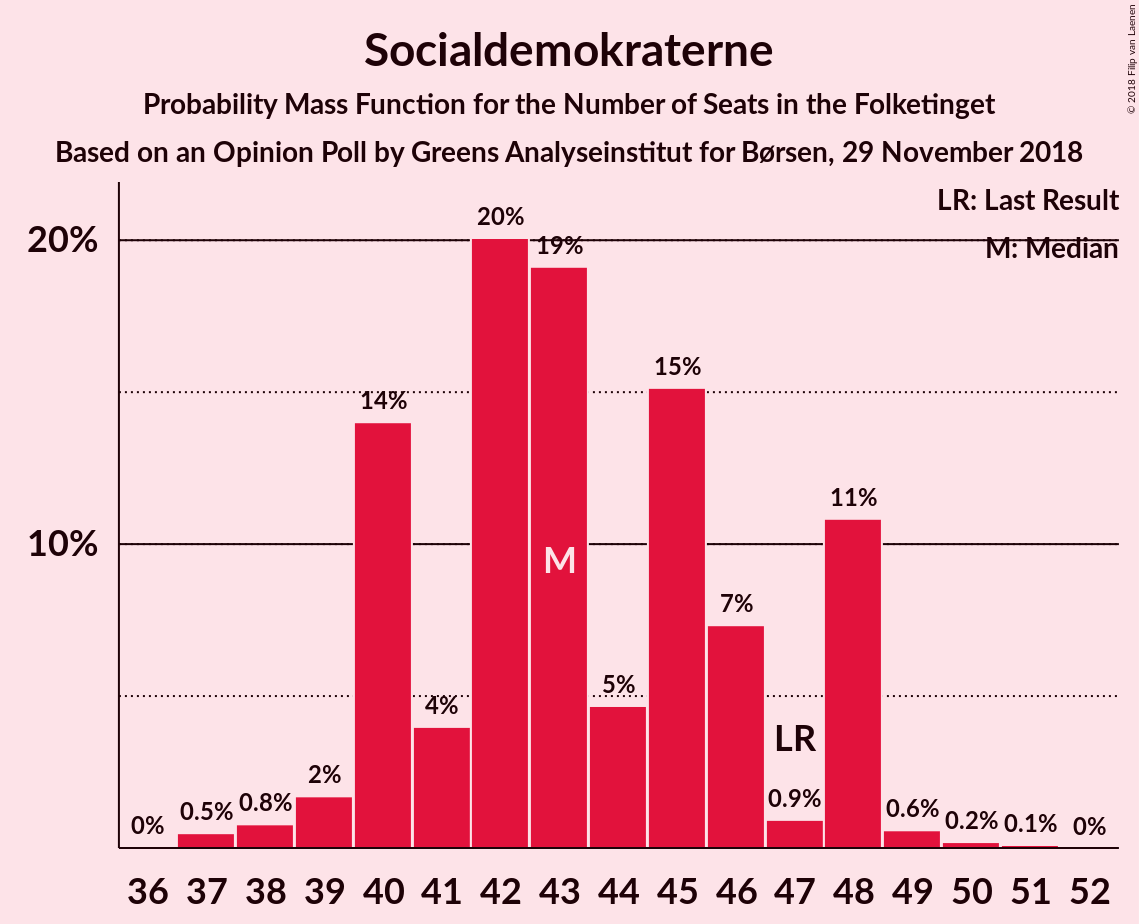 Socialdemokraterne
Probability Mass Function for the Number of Seats in the Folketinget
Based on an Opinion Poll by Greens Analyseinstitut for Børsen, 29 November 2018
© 2018 Filip van Laenen
LR: Last Result
M: Median
20%
10%
0%
0.5%
0.8%
2%
14%
4%
20%
19%
5%
15%
7%
0.9%
11%
0.6%
0.2%
0.1%
0%
M
LR
36 37 38 39 40 41 42 43 44 45 46 47 48 49 50 51 52